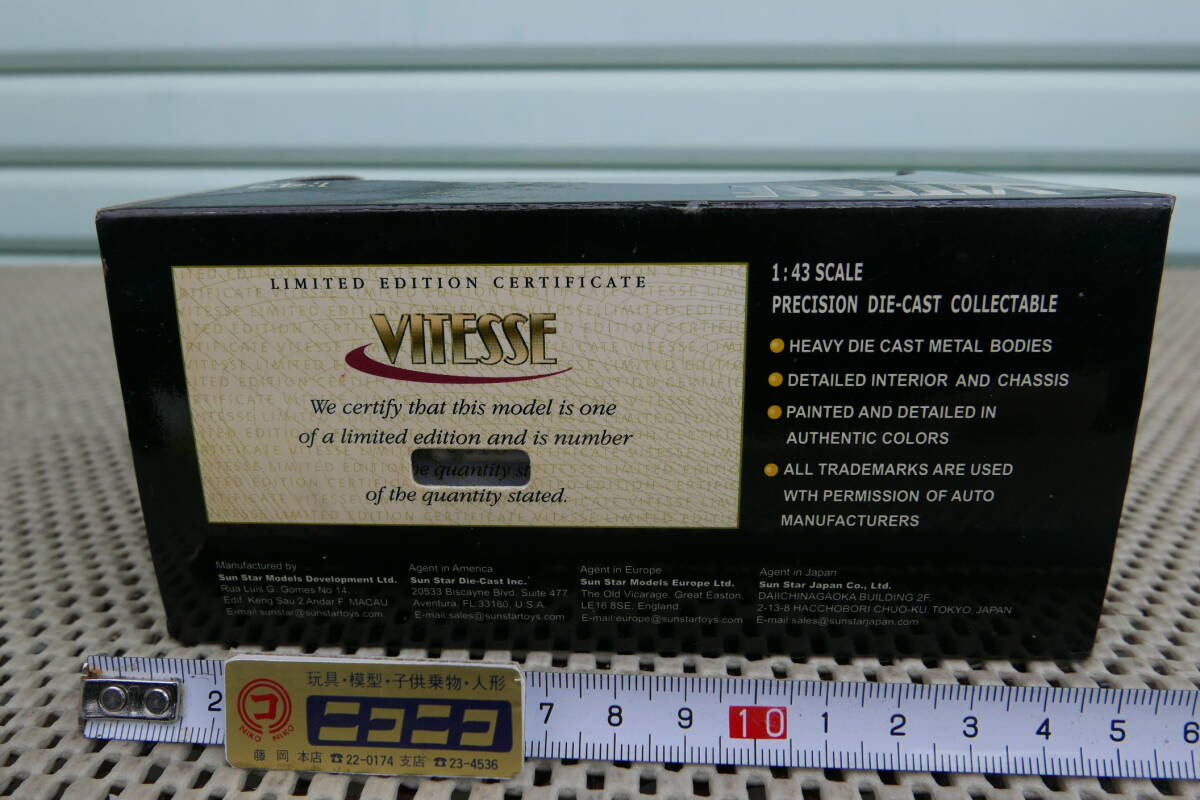 1:43
VITESSE
LIMITED EDITION CERTIFICATE
VITESSE
We certify that this model is one
of a limited edition and is number
he quantity st
of the quantity stated.
1:43 SCALE
PRECISION DIE-CAST COLLECTABLE
HEAVY DIE CAST METAL BODIES
DETAILED INTERIOR AND CHASSIS
PAINTED AND DETAILED IN
AUTHENTIC COLORS
ALL TRADEMARKS ARE USED
WTH PERMISSION OF AUTO
MANUFACTURERS
Manufactured by
Sun Star Models Development Ltd.
Rua Luis G. Gomes No 14,
Edif. Keng Sau 2 Andar F. MACAU.
E-mail:sunstar@sunstartoys.com
Agent in America
Sun Star Die-Cast Inc.
20533 Biscayne Blvd. Suite 477
Aventura. FL 33180. U.S.A.
E-mail:sales@sunstartoys.com
Agent in Europe
Sun Star Models Europe Ltd.
The Old Vicarage, Great Easton,
LE16 8SE, England.
E-mail:europe@sunstartoys.com
Agent in Japan
Sun Star Japan Co., Ltd.
DAIICHINAGAOKA BUILDING 2F,
2-13-8 HACCHOBORI CHUO-KU, TOKYO, JAPAN
E-mail:sales@sunstarjapan.com
玩具・模型・子供乗物・人形
コ
NIKO NIKO
ニコニコ
藤岡 本店 ☎22-0174 支店 ☎23-4536
2 7 8 9 10 1 2 3 4 5 6